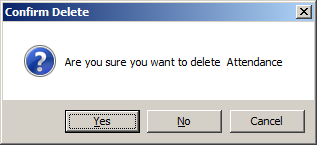 Confirm Delete
Are you sure you want to delete  Attendance
Yes
No
Cancel